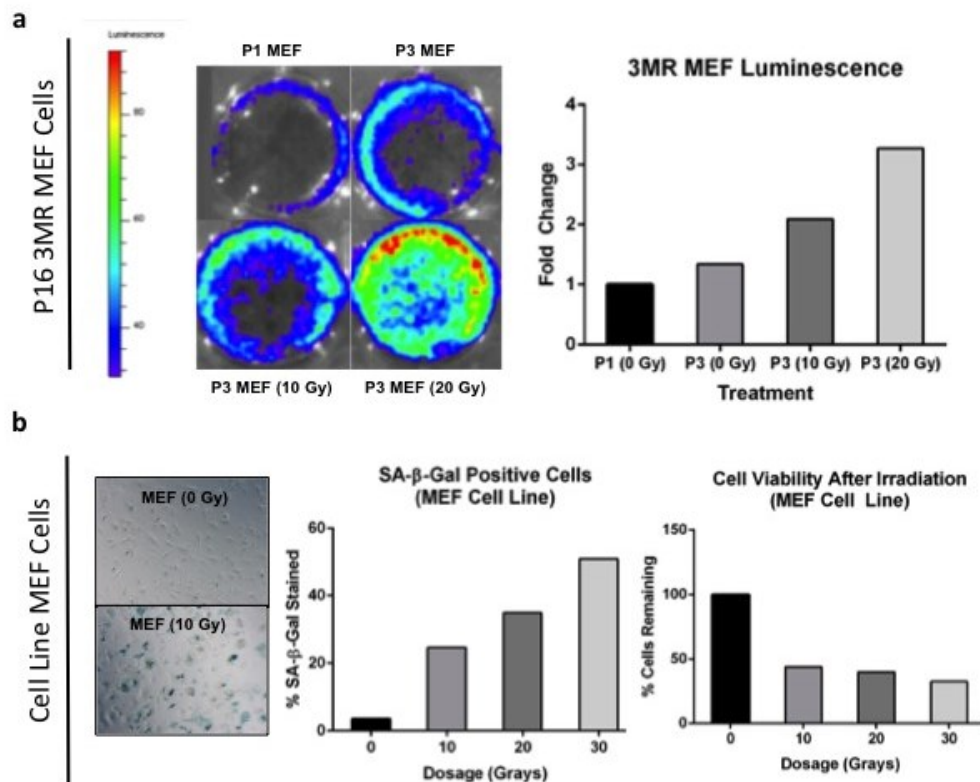 a
P16 3MR MEF Cells
Luminescence
80
60
40
P1 MEF
P3 MEF
P3 MEF (10 Gy)
P3 MEF (20 Gy)
3MR MEF Luminescence
Fold Change
4
3
2
1
0
P1 (0 Gy)
P3 (0 Gy)
P3 (10 Gy)
P3 (20 Gy)
Treatment
b
Cell Line MEF Cells
MEF (0 Gy)
MEF (10 Gy)
SA-β-Gal Positive Cells
(MEF Cell Line)
% SA-β-Gal Stained
60
40
20
0
0
10
20
30
Dosage (Grays)
Cell Viability After Irradiation
(MEF Cell Line)
% Cells Remaining
150
100
50
0
0
10
20
30
Dosage (Grays)